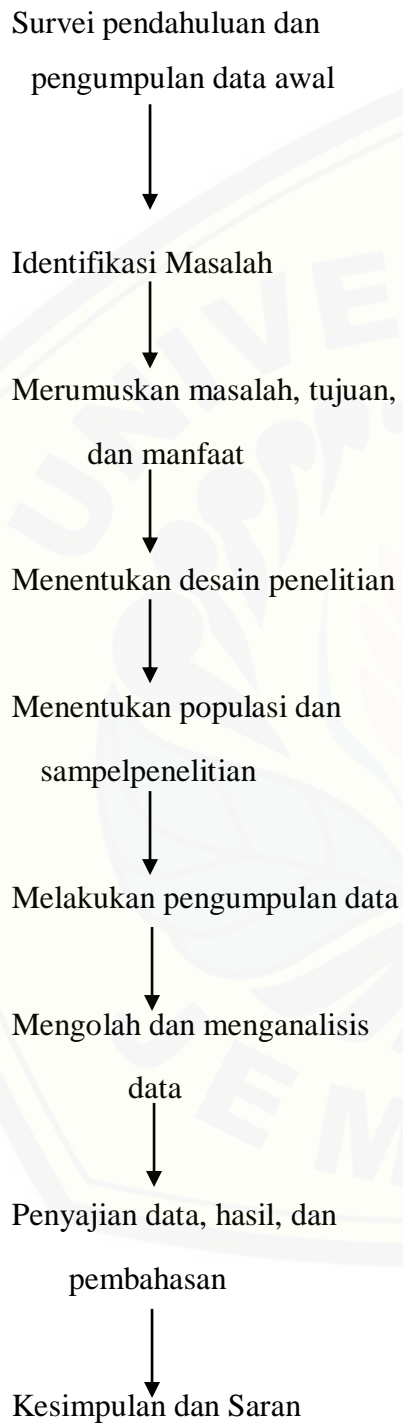 Survei pendahuluan dan
pengumpulan data awal
Identifikasi Masalah
Merumuskan masalah, tujuan,
dan manfaat
Menentukan desain penelitian
Menentukan populasi dan
sampelpenelitian
Melakukan pengumpulan data
Mengolah dan menganalisis
data
Penyajian data, hasil, dan
pembahasan
Kesimpulan dan Saran